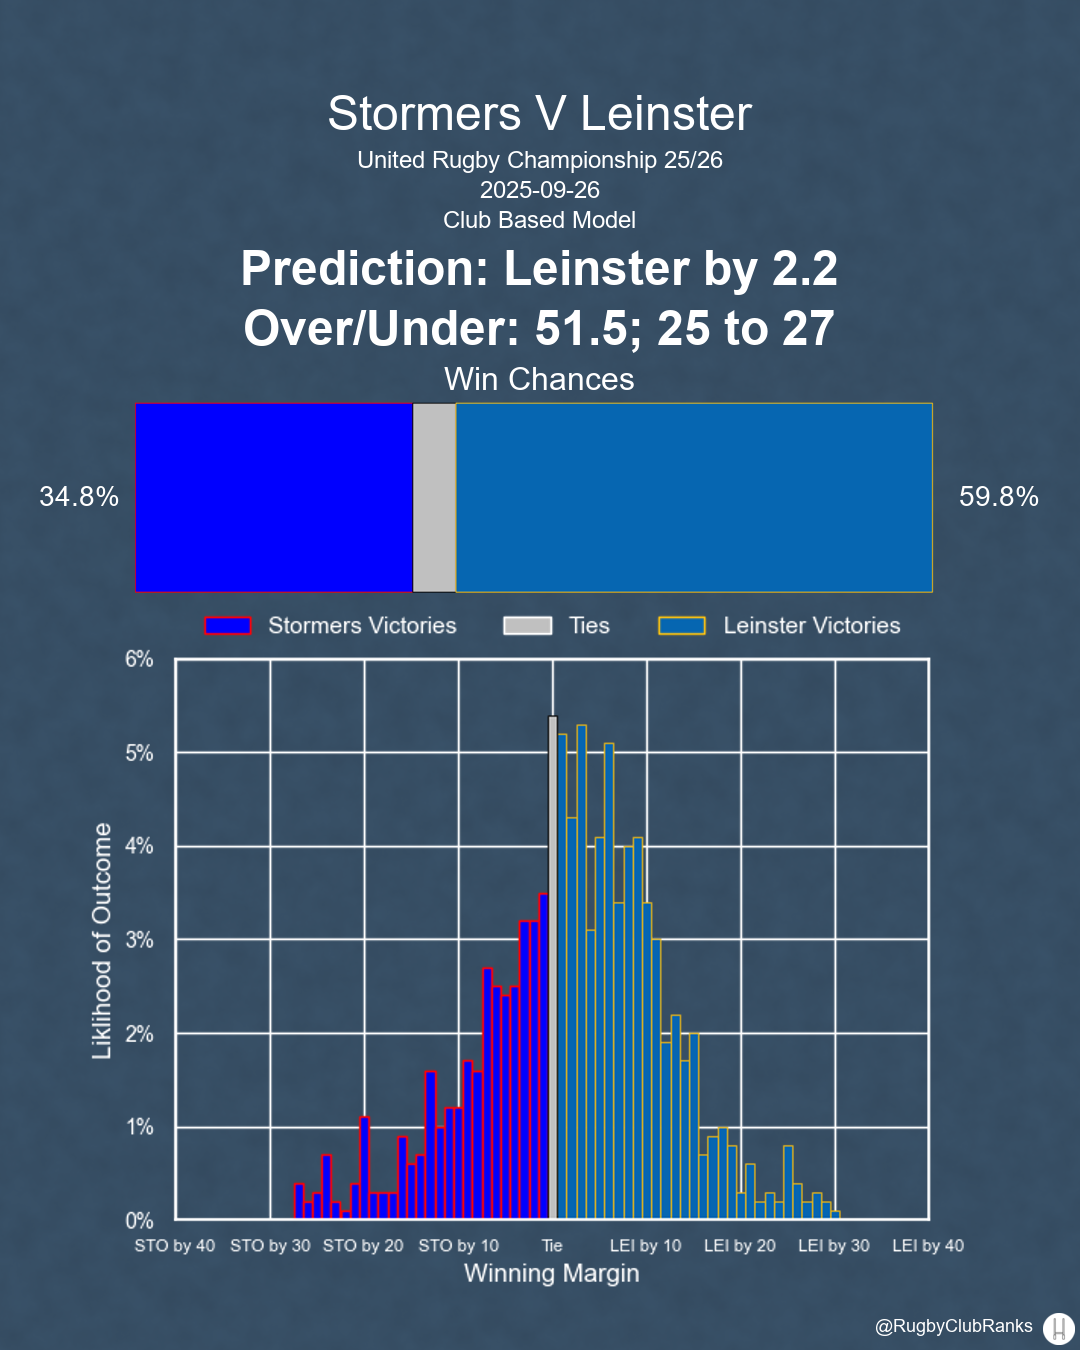 Stormers V Leinster
United Rugby Championship 25/26
2025-09-26
Club Based Model
Prediction: Leinster by 2.2
Over/Under: 51.5; 25 to 27
Win Chances
34.8%
59.8%
Stormers Victories Ties Leinster Victories
6%
5%
4%
3%
2%
1%
0%
Liklihood of Outcome
STO by 40 STO by 30 STO by 20 STO by 10 Tie LEI by 10 LEI by 20 LEI by 30 LEI by 40
Winning Margin
@RugbyClubRanks